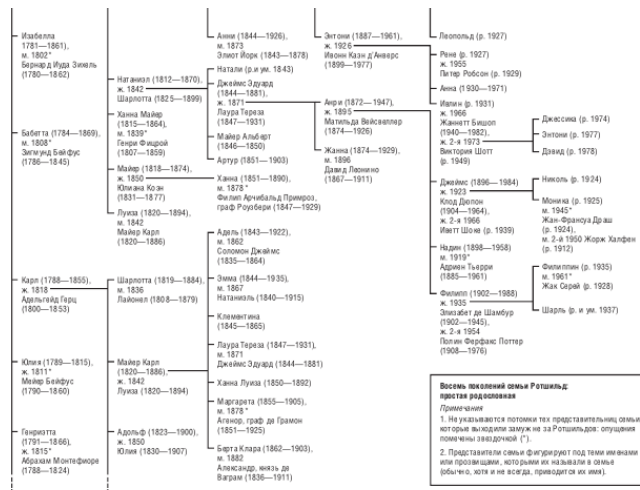 Изабелла
1781—1861),
м. 1802*
Бернард Иуда Зихель
(1780—1862)
Бабетта (1784—1869),
м. 1808*
Зигмунд Бейфус
(1786—1845)
Карл (1788—1855),
ж. 1818
Адельгейд Герц
(1800—1853)
Юлия (1789—1815),
ж. 1811*
Мейер Бейфус
(1790—1860)
Генриэтта
(1791—1866),
ж. 1815*
Абрахам Монтефиоре
(1788—1824)
Натаниэл (1812—1870),
ж. 1842
Шарлотта (1825—1899)
Ханна Майер
(1815—1864),
м. 1839*
Генри Фицрой
(1807—1859)
Майер (1818—1874),
ж. 1850
Юлиана Коэн
(1831—1877)
Луиза (1820—1894),
м. 1842
Майер Карл
(1820—1886)
Шарлотта (1819—1884),
м. 1836
Лайонел (1808—1879)
Майер Карл
(1820—1886),
ж. 1842
Луиза (1820—1894)
Адольф (1823—1900),
ж. 1850
Юлия (1830—1907)
Анни (1844—1926),
м. 1873
Элиот Йорк (1843—1878)
Натали (р.и ум. 1843)
Джеймс Эдуард
(1844—1881),
ж. 1871
Лаура Тереза
(1847—1931)
Майер Альберт
(1846—1850)
Артур (1851—1903)
Ханна (1851—1890),
м. 1878*
Филип Арчибальд Примроз,
граф Роузбери (1847—1929)
Адель (1843—1922),
м. 1862
Соломон Джеймс
(1835—1864)
Эмма (1844—1935),
м. 1867
Натаниэль (1840—1915)
Клементина
(1845—1865)
Лаура Тереза (1847—1931),
м. 1871
Джеймс Эдуард (1844—1881)
Ханна Луиза (1850—1892)
Маргарета (1855—1905),
м. 1878*
Агенор, граф де Грамон
(1851—1925)
Берта Клара (1862—1903),
м. 1882
Александр, князь де
Ваграм (1836—1911)
Энтони (1887—1961),
ж. 1926
Ивонн Каэн д'Анверс
(1899—1977)
Анри (1872—1947),
ж. 1895
Матильда Вейсвеллер
(1874—1926)
Жанна (1874—1929),
м. 1896
Давид Леонино
(1867—1911)
Леопольд (р. 1927)
Рене (р. 1927)
ж. 1955
Питер Робсон (р. 1929)
Анна (1930—1971)
Ивлин (р. 1931)
ж. 1966
Жаннетт Бишоп
(1940—1982),
ж. 2-я 1973
Виктория Шотт
(р. 1949)
Джеймс (1896—1984)
ж. 1923
Клод Дюпон
(1904—1964),
ж. 2-я 1966
Иветт Шоке (р. 1939)
Надин (1898—1958)
м. 1919*
Адриен Тьерри
(1885—1961)
Филипп (1902—1988)
ж. 1935
Элизабет де Шамбур
(1902—1945),
ж. 2-я 1954
Полин Ферфакс Поттер
(1908—1976)
Джессика (р. 1974)
Энтони (р. 1977)
Дэвид (р. 1978)
Николь (р. 1924)
Моника (р. 1925)
м. 1945*
Жан-Франсуа Драш
(р. 1924),
м. 2-й 1950 Жорж Халфен
(р. 1912)
Филиппин (р. 1935)
м. 1961*
Жак Серей (р. 1928)
Шарль (р. и ум. 1937)
Восемь поколений семьи Ротшильд:
простая родословная
Примечания
1. Не указываются потомки тех представительниц семьи,
которые выходили замуж не за Ротшильдов: опущения
помечены звездочкой (*).
2. Представители семьи фигурируют под теми именами
или прозвищами, которыми их называли в семье
(обычно, хотя и не всегда, приводится их имя).